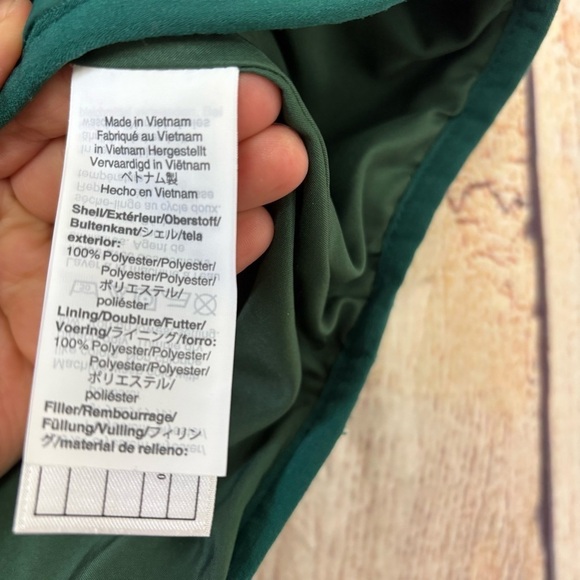 Made in Vietnam
Fabriqué au Vietnam
in Vietnam Hergestellt
Vervaardigd in Viëtnam
ベトナム製
Hecho en Vietnam
Shell/Extérieur/Oberstoff/
Buitenkant/シェル/tela
exterior:
100% Polyester/Polyester/
Polyester/Polyester/
ポリエステル/
poliéster
Lining/Doublure/Futter/
Voering/ライニング/forro:
100% Polyester/Polyester/
Polyester/Polyester/
ポリエステル/
poliéster
Filler/Rembourrage/
Füllung/Vulling/フィリン
グ/material de relleno: